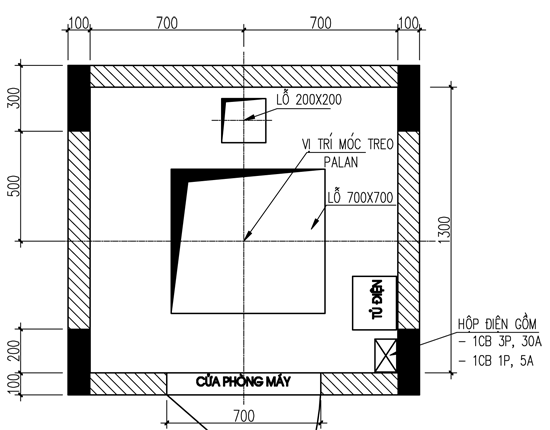 100 700 700 100
300
LỖ 200X200
VỊ TRÍ MÓC TREO
PALAN
500
LỖ 700X700
1300
TỦ ĐIỆN
HỘP ĐIỆN GỒM
- 1CB 3P, 30A
- 1CB 1P, 5A
200
CỬA PHÒNG MÁY
100
700